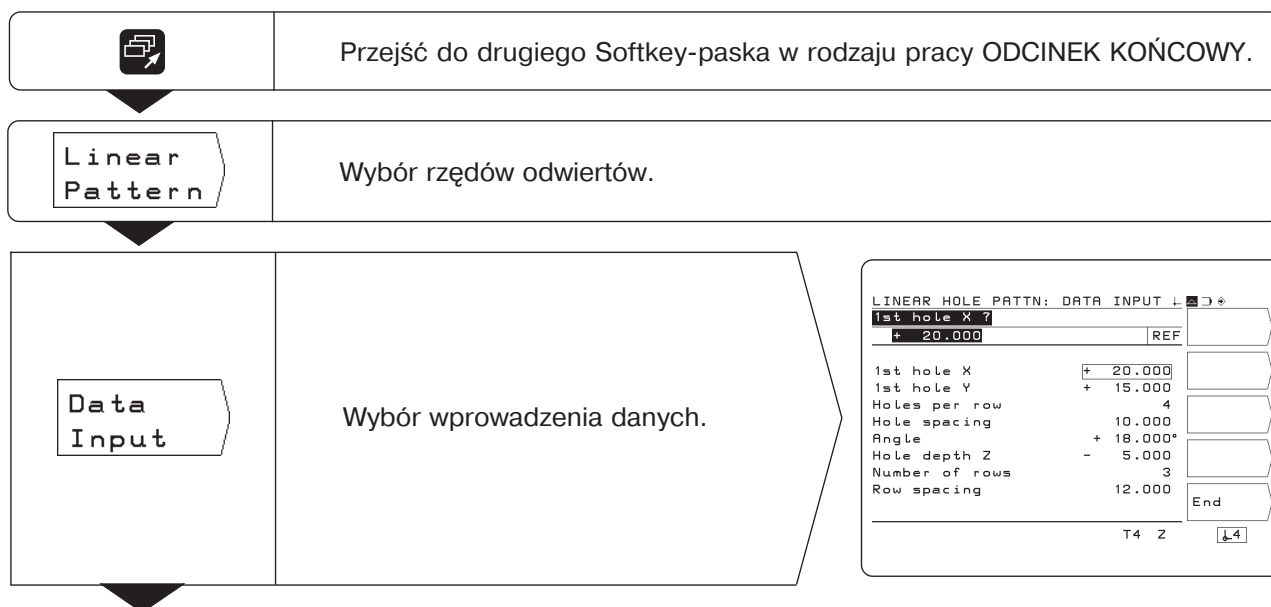 Przejść do drugiego Softkey-paska w rodzaju pracy ODCINEK KOŃCOWY.
Linear
Pattern
Wybór rzędów odwiertów.
Data
Input
Wybór wprowadzenia danych.
LINEAR HOLE PATTN: DATA INPUT
1st hole X ?
+ 20.000 REF
1st hole X + 20.000
1st hole Y + 15.000
Holes per row 4
Hole spacing 10.000
Angle + 18.000°
Hole depth Z - 5.000
Number of rows 3
Row spacing 12.000
End
T4 Z 4